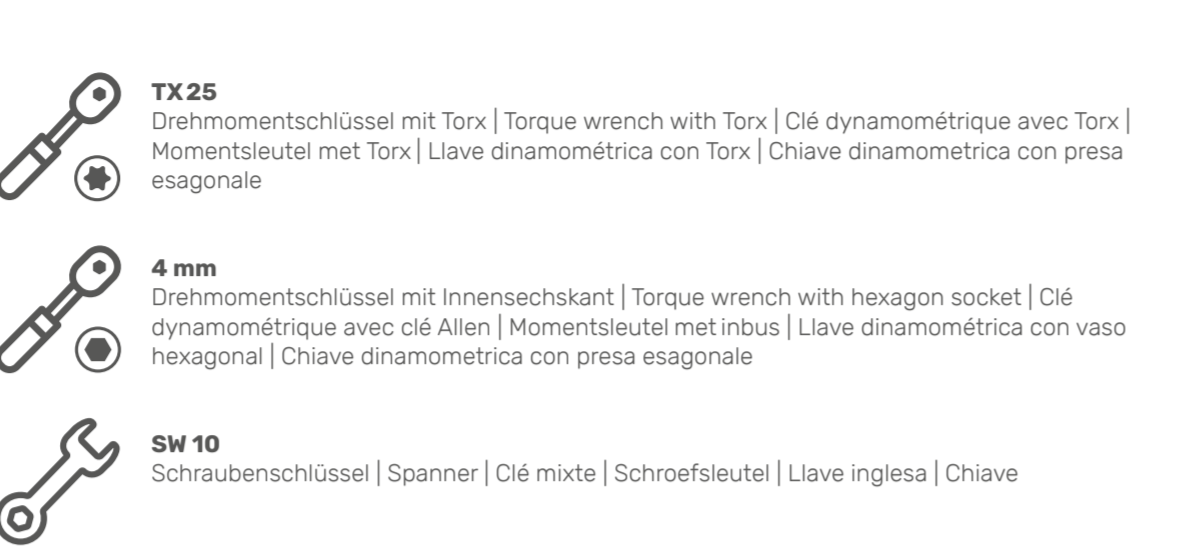 TX 25
Drehmomentschlüssel mit Torx | Torque wrench with Torx | Clé dynamométrique avec Torx |
Momentsleutel met Torx | Llave dinamométrica con Torx | Chiave dinamometrica con presa
esagonale
4 mm
Drehmomentschlüssel mit Innensechskant | Torque wrench with hexagon socket | Clé
dynamométrique avec clé Allen | Momentsleutel met inbus | Llave dinamométrica con vaso
hexagonal | Chiave dinamometrica con presa esagonale
SW 10
Schraubenschlüssel | Spanner | Clé mixte | Schroefsleutel | Llave inglesa | Chiave